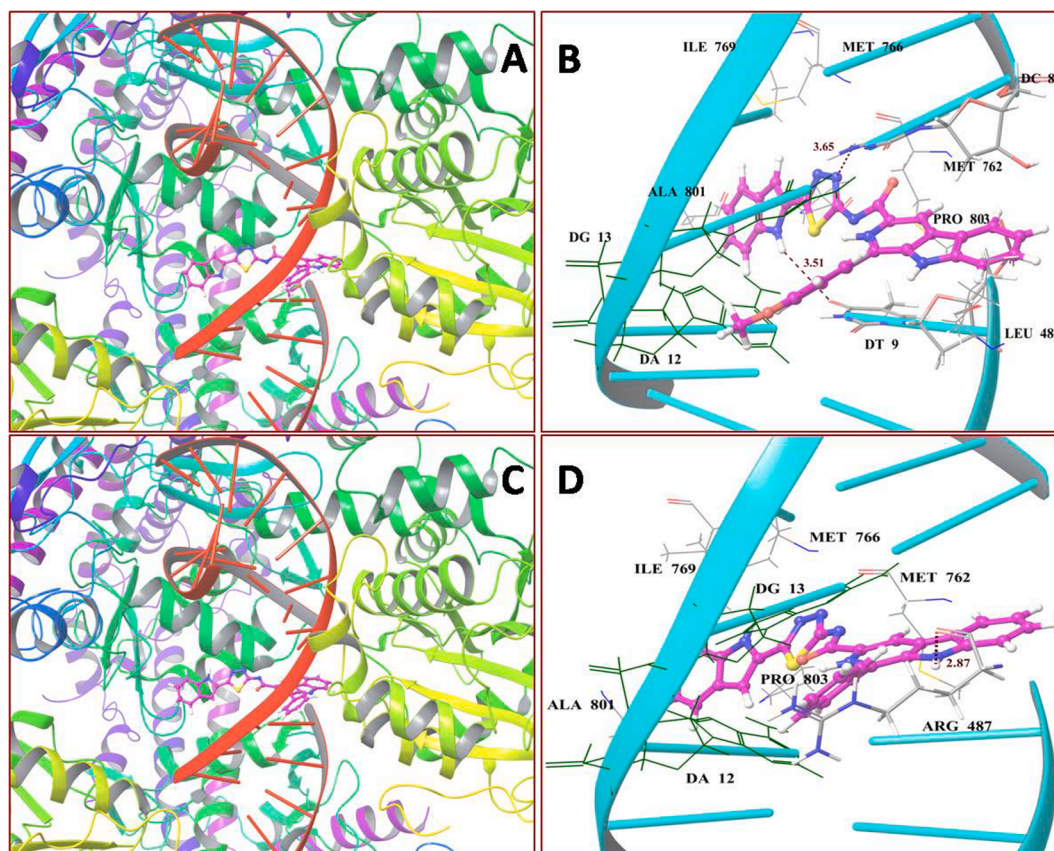 A
B
ILE 769
MET 766
DC 8
3.65
MET 762
ALA 801
PRO 803
DG 13
3.51
DA 12
DT 9
LEU 48
C
D
MET 766
ILE 769
MET 762
DG 13
2.87
PRO 803
ALA 801
ARG 487
DA 12